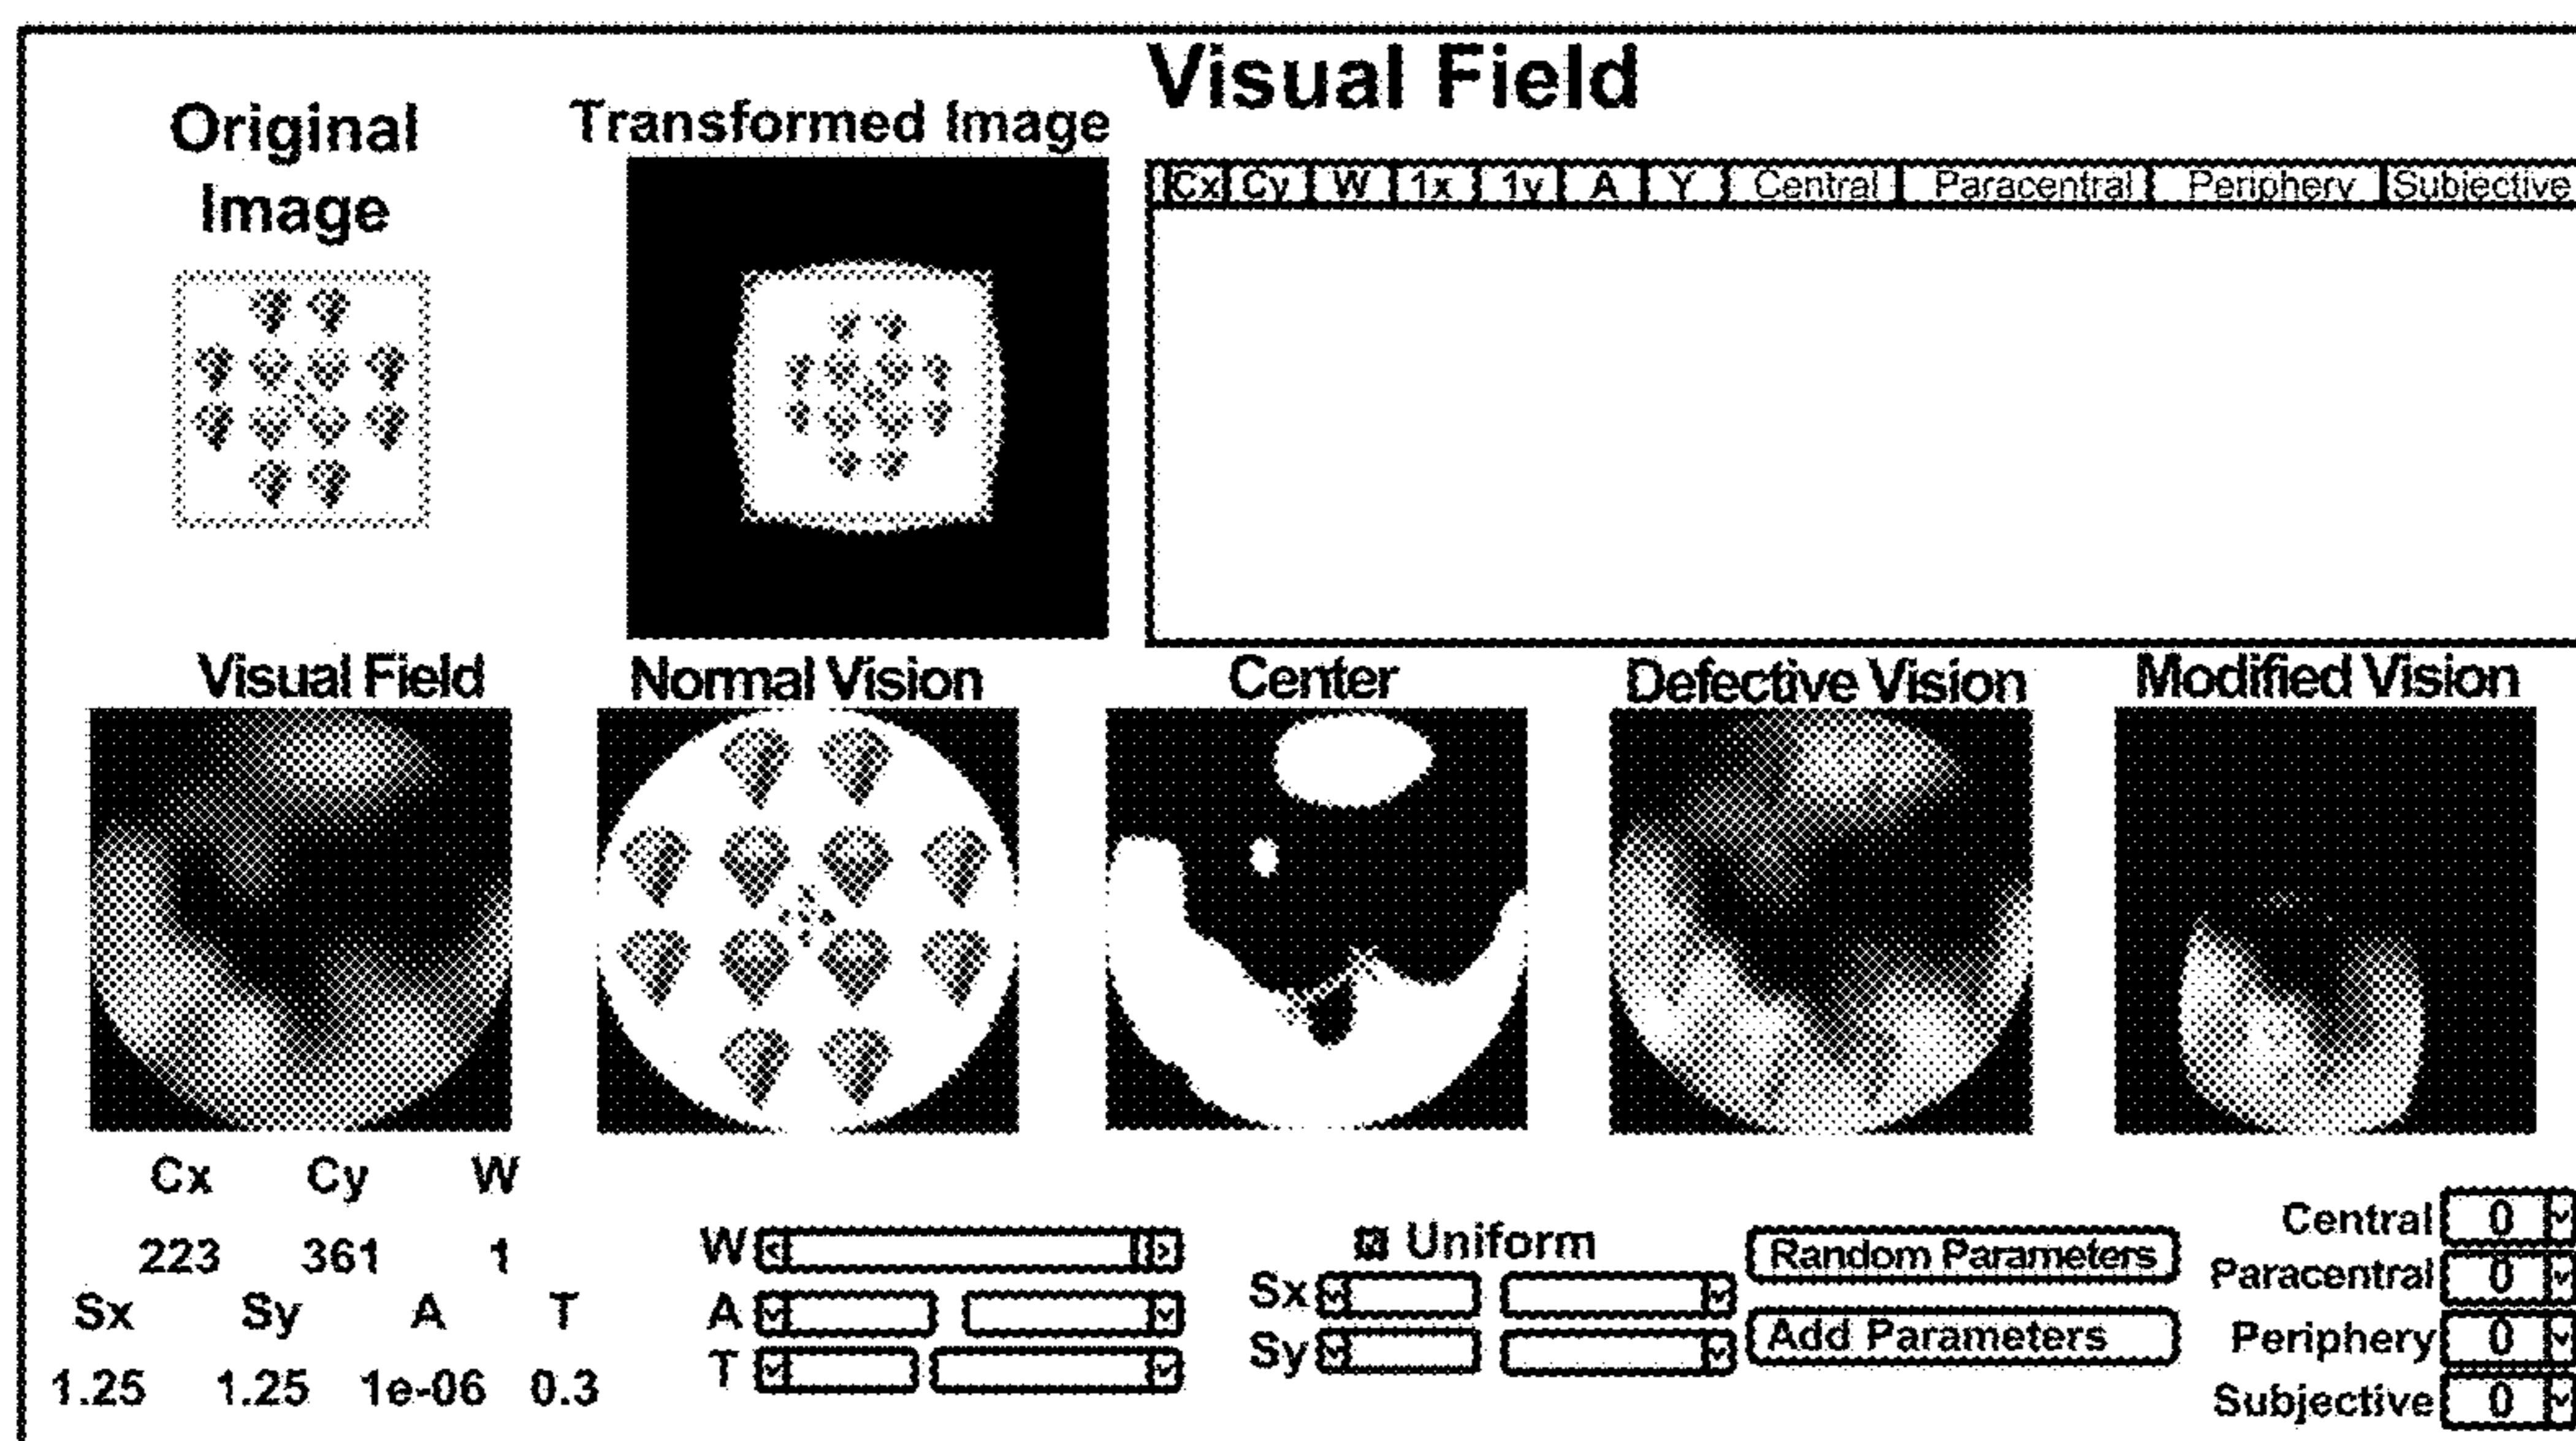 Visual Field
Original
Image
Transformed Image
Cx Cy W 1x 1y A Y Central Paracentral Periphery Subjective
Visual Field Normal Vision Center Defective Vision Modified Vision
Cx Cy W
223 361 1
Sx Sy A T
1.25 1.25 1e-06 0.3
W
A
T
Uniform
Sx
Sy
Random Parameters
Add Parameters
Central 0
Paracentral 0
Periphery 0
Subjective 0